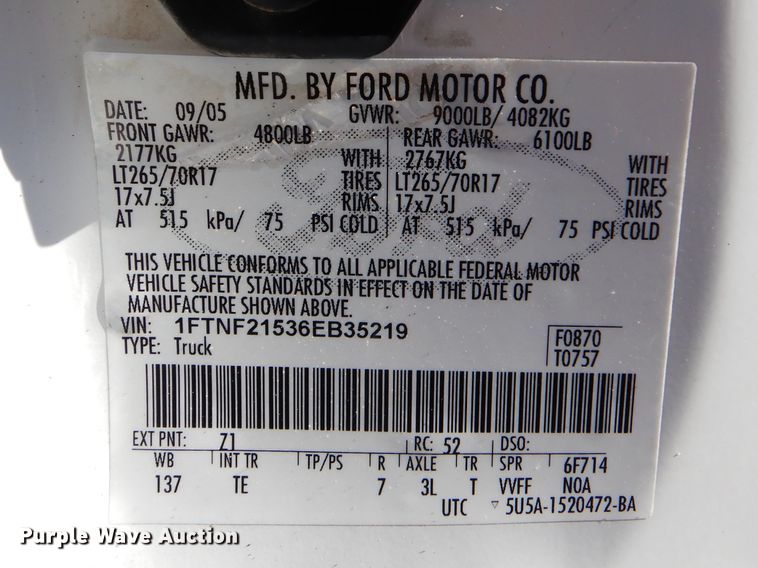 MFD. BY FORD MOTOR CO.
DATE: 09/05 GVWR: 9000LB/ 4082KG
FRONT GAWR: 4800LB REAR GAWR: 6100LB
2177KG WITH 2767KG WITH
LT265/70R17 TIRES LT265/70R17 TIRES
17x7.5J RIMS 17x7.5J RIMS
AT 515 kPa/ 75 PSI COLD AT 515 kPa/ 75 PSI COLD
Ford
THIS VEHICLE CONFORMS TO ALL APPLICABLE FEDERAL MOTOR
VEHICLE SAFETY STANDARDS IN EFFECT ON THE DATE OF
MANUFACTURE SHOWN ABOVE.
VIN: 1FTNF21536EB35219
F0870
TYPE: Truck
T0757
EXT PNT: Z1 RC: 52 DSO:
WB INT TR TP/PS R AXLE TR SPR 6F714
137 TE 7 3L T VVFF NOA
UTC ▽ 5U5A-1520472-BA
Purple Wave Auction